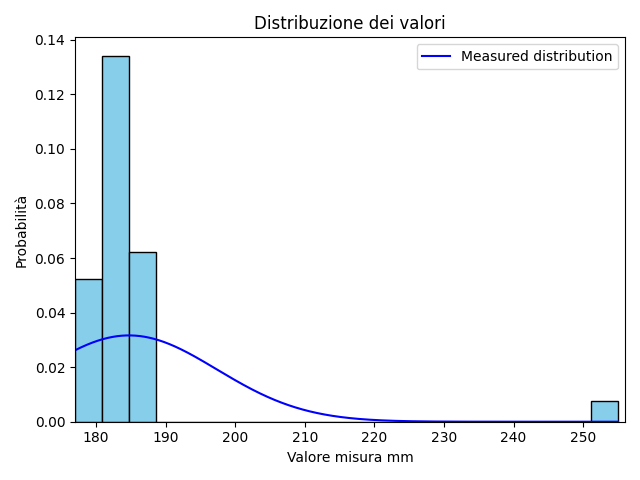 Distribuzione dei valori
Measured distribution
0.14
0.12
0.10
0.08
0.06
0.04
0.02
0.00
Probabilità
180 190 200 210 220 230 240 250
Valore misura mm